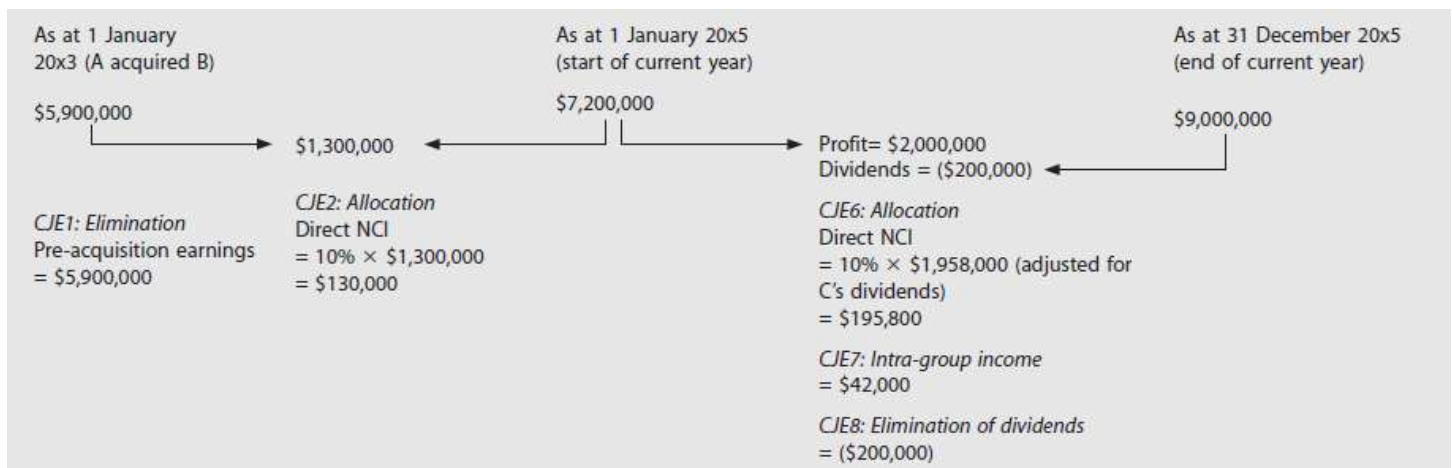 As at 1 January
20x3 (A acquired B)
$5,900,000
CJE1: Elimination
Pre-acquisition earnings
= $5,900,000
$1,300,000
CJE2: Allocation
Direct NCI
= 10% × $1,300,000
= $130,000
As at 1 January 20x5
(start of current year)
$7,200,000
Profit= $2,000,000
Dividends = ($200,000)
CJE6: Allocation
Direct NCI
= 10% × $1,958,000 (adjusted for
C's dividends)
= $195,800
CJE7: Intra-group income
= $42,000
CJE8: Elimination of dividends
= ($200,000)
As at 31 December 20x5
(end of current year)
$9,000,000